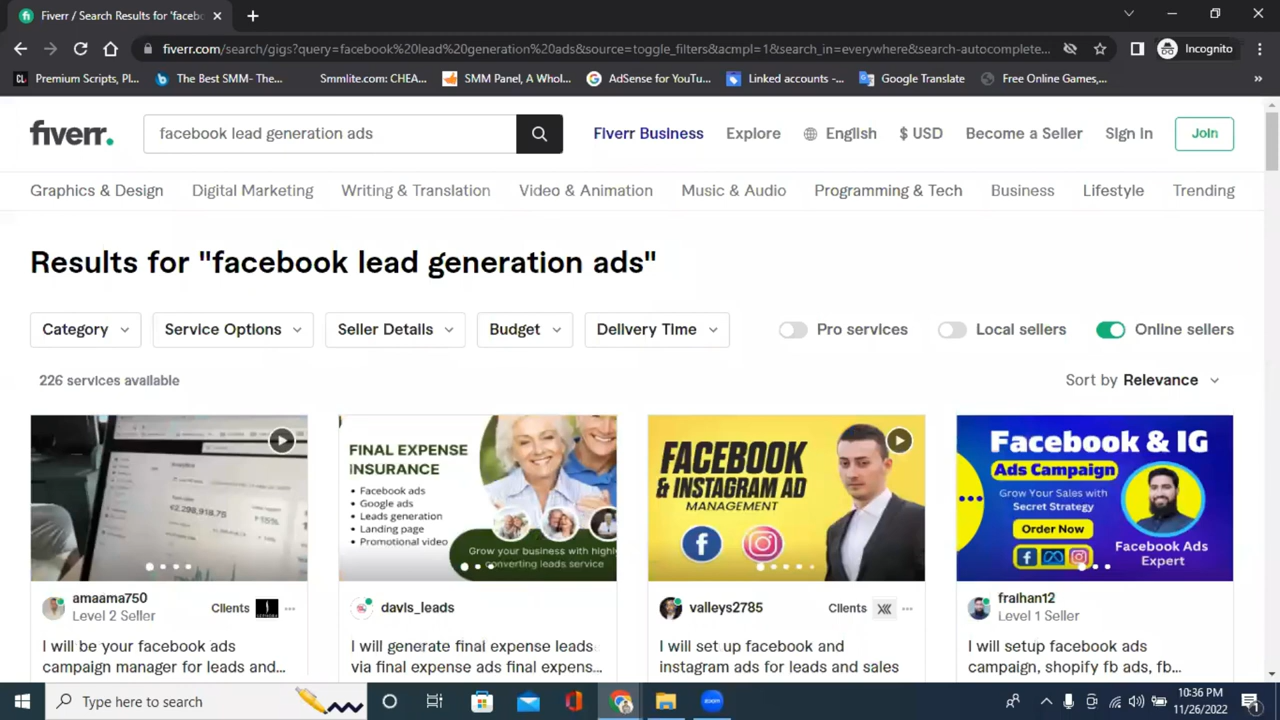 Fiverr / Search Results for 'facebo
fiverr.com/search/gigs?query=facebook%20lead%20generation%20ads&source=toggle_filters&acmpl=1&search_in=everywhere&search-autocomplete...
Incognito
Premium Scripts, Pl...
The Best SMM- The...
Smmlite.com: CHEA...
SMM Panel, A Whol...
AdSense for YouTu...
Linked accounts -...
Google Translate
Free Online Games,...
fiverr.
facebook lead generation ads
Fiverr Business
Explore
English
$ USD
Become a Seller
Sign In
Join
Graphics & Design
Digital Marketing
Writing & Translation
Video & Animation
Music & Audio
Programming & Tech
Business
Lifestyle
Trending
Results for "facebook lead generation ads"
Category
Service Options
Seller Details
Budget
Delivery Time
Pro services
Local sellers
Online sellers
226 services available
Sort by Relevance
FINAL EXPENSE
INSURANCE
• Facebook ads
• Google ads
• Leads generation
• Landing page
• Promotional video
Grow your business with highly
converting leads service
FACEBOOK
& INSTAGRAM AD
MANAGEMENT
Facebook & IG
Ads Campaign
Grow Your Sales with
Secret Strategy
Order Now
Facebook Ads
Expert
amaama750
Level 2 Seller
Clients
I will be your facebook ads
campaign manager for leads and...
davis_leads
I will generate final expense leads
via final expense ads final expens...
valleys2785
Clients
I will set up facebook and
instagram ads for leads and sales
fralhan12
Level 1 Seller
I will setup facebook ads
campaign, shopify fb ads, fb...
Type here to search
10:36 PM
11/26/2022